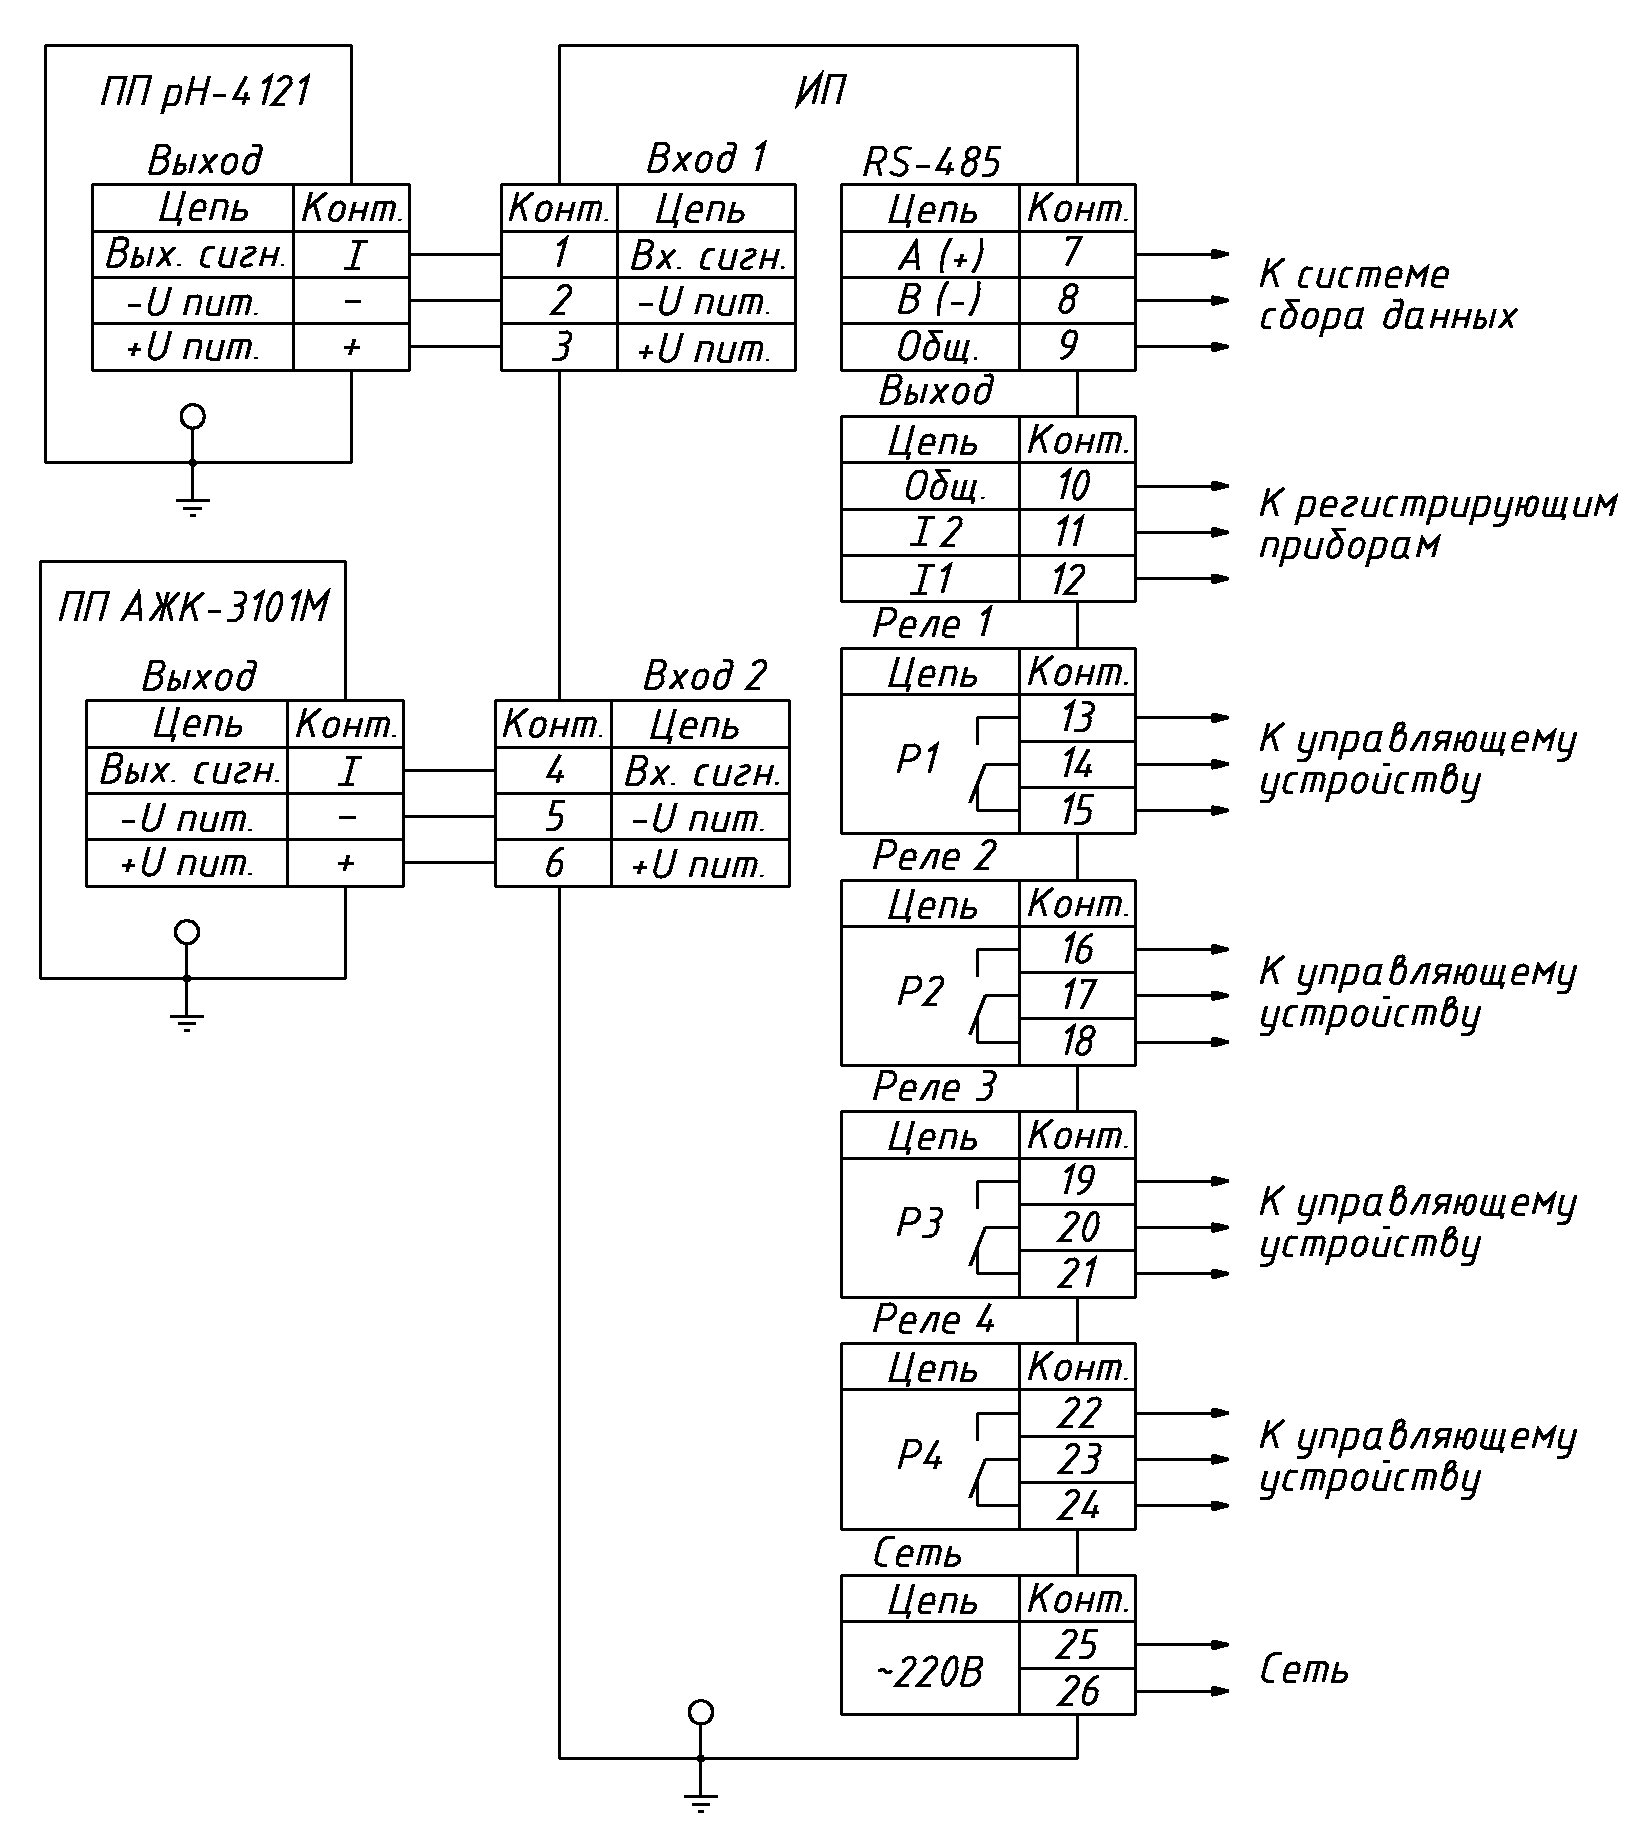 ПП рН-4121
Выход
Цепь Конт.
Вых. сигн. I
-U пит. -
+U пит. +
ПП АЖК-3101М
Выход
Цепь Конт.
Вых. сигн. I
-U пит. -
+U пит. +
ИП
Вход 1
Конт. Цепь
1 Вх. сигн.
2 -U пит.
3 +U пит.
Вход 2
Конт. Цепь
4 Вх. сигн.
5 -U пит.
6 +U пит.
RS-485
Цепь Конт.
A (+) 7
B (-) 8
Общ. 9
К системе
сбора данных
Выход
Цепь Конт.
Общ. 10
I 2 11
I 1 12
К регистрирующим
приборам
Реле 1
Цепь Конт.
P1
13
14
15
К управляющему
устройству
Реле 2
Цепь Конт.
P2
16
17
18
К управляющему
устройству
Реле 3
Цепь Конт.
P3
19
20
21
К управляющему
устройству
Реле 4
Цепь Конт.
P4
22
23
24
К управляющему
устройству
Сеть
Цепь Конт.
~220В
25
26
Сеть